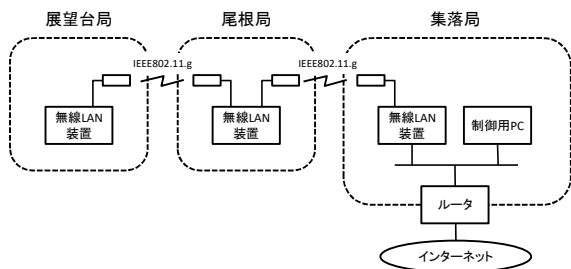 展望台局
尾根局
集落局
IEEE802.11.g
IEEE802.11.g
無線LAN
装置
無線LAN
装置
無線LAN
装置
制御用PC
ルータ
インターネット